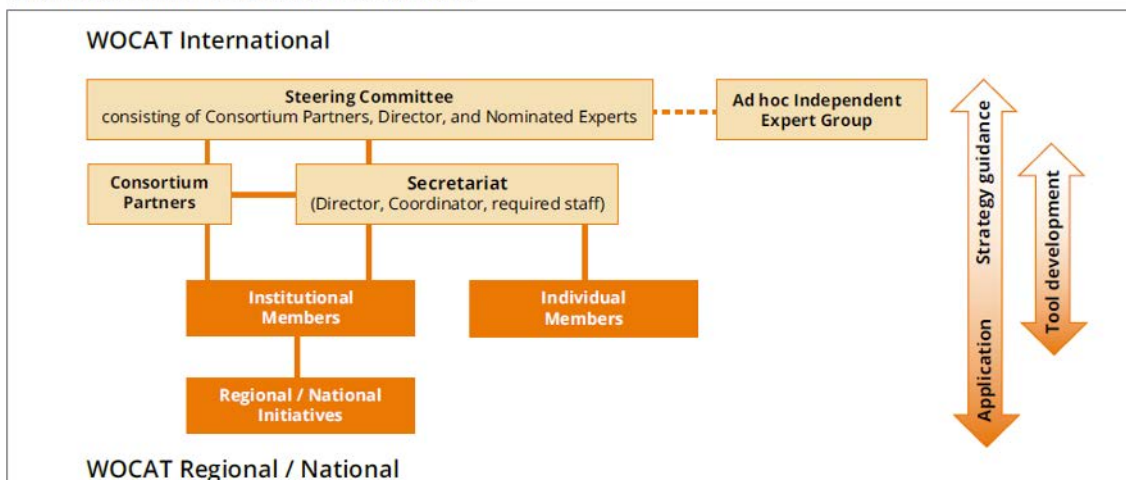 WOCAT International
Steering Committee
consisting of Consortium Partners, Director, and Nominated Experts
Ad hoc Independent
Expert Group
Consortium
Partners
Secretariat
(Director, Coordinator, required staff)
Institutional
Members
Individual
Members
Regional / National
Initiatives
Strategy guidance
Application
Tool development
WOCAT Regional / National